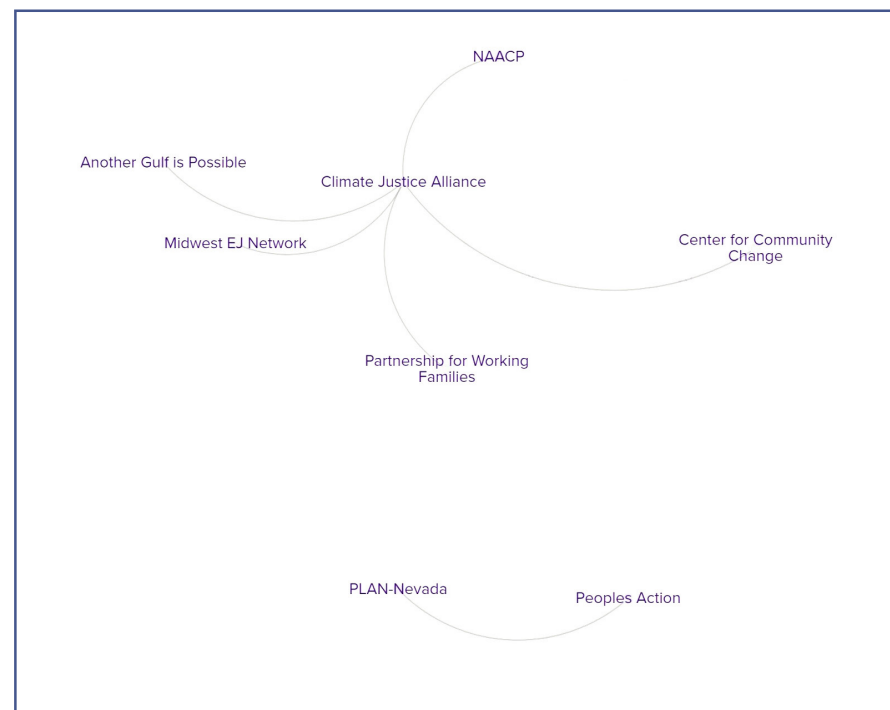 NAACP
Another Gulf is Possible
Climate Justice Alliance
Midwest EJ Network
Center for Community
Change
Partnership for Working
Families
PLAN-Nevada
Peoples Action